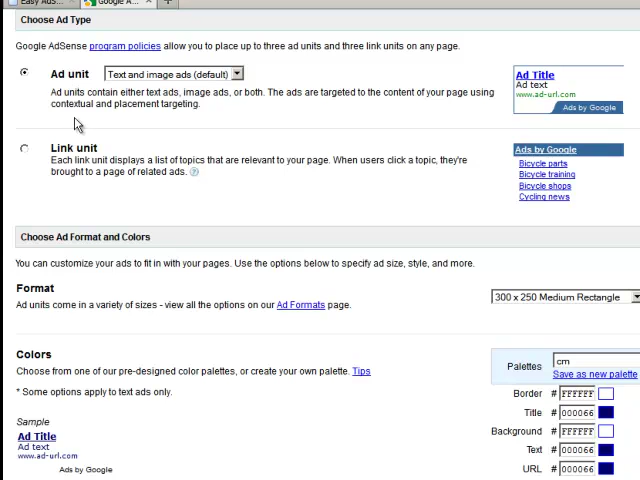 Easy AdS...
Google A...
Choose Ad Type
Google AdSense program policies allow you to place up to three ad units and three link units on any page.
Ad unit
Text and image ads (default)
Ad units contain either text ads, image ads, or both. The ads are targeted to the content of your page using
contextual and placement targeting.
Ad Title
Ad text
www.ad-url.com
Ads by Google
Link unit
Each link unit displays a list of topics that are relevant to your page. When users click a topic, they're
brought to a page of related ads. ?
Ads by Google
Bicycle parts
Bicycle training
Bicycle shops
Cycling news
Choose Ad Format and Colors
You can customize your ads to fit in with your pages. Use the options below to specify ad size, style, and more.
Format
Ad units come in a variety of sizes - view all the options on our Ad Formats page.
300 x 250 Medium Rectangle
Colors
Choose from one of our pre-designed color palettes, or create your own palette. Tips
* Some options apply to text ads only.
Palettes
cm
Save as new palette
Border # FFFFFF
Title # 000066
Background # FFFFFF
Text # 000066
URL # 000066
Sample
Ad Title
Ad text
www.ad-url.com
Ads by Google